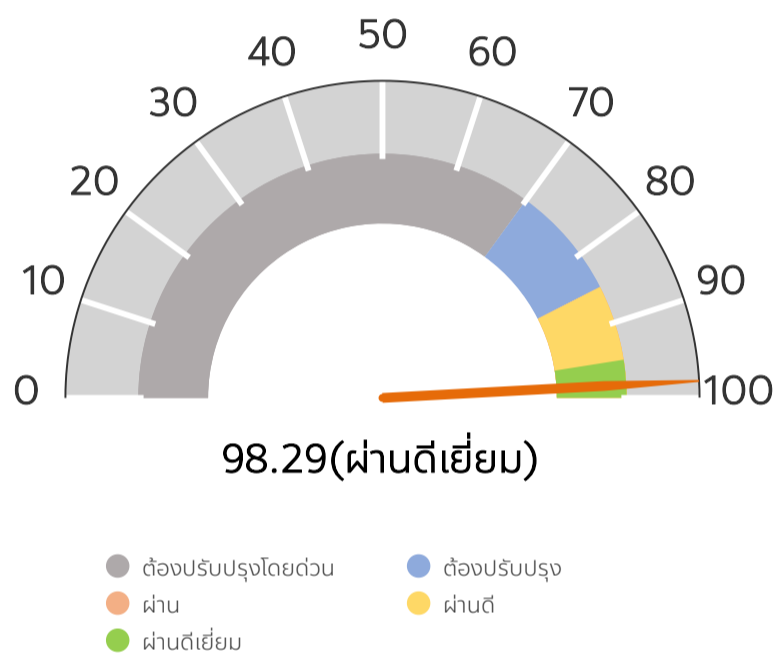 50
40
60
30
70
20
80
10
90
0
100
98.29(ผ่านดีเยี่ยม)
ต้องปรับปรุงโดยด่วน
ต้องปรับปรุง
ผ่าน
ผ่านดี
ผ่านดีเยี่ยม